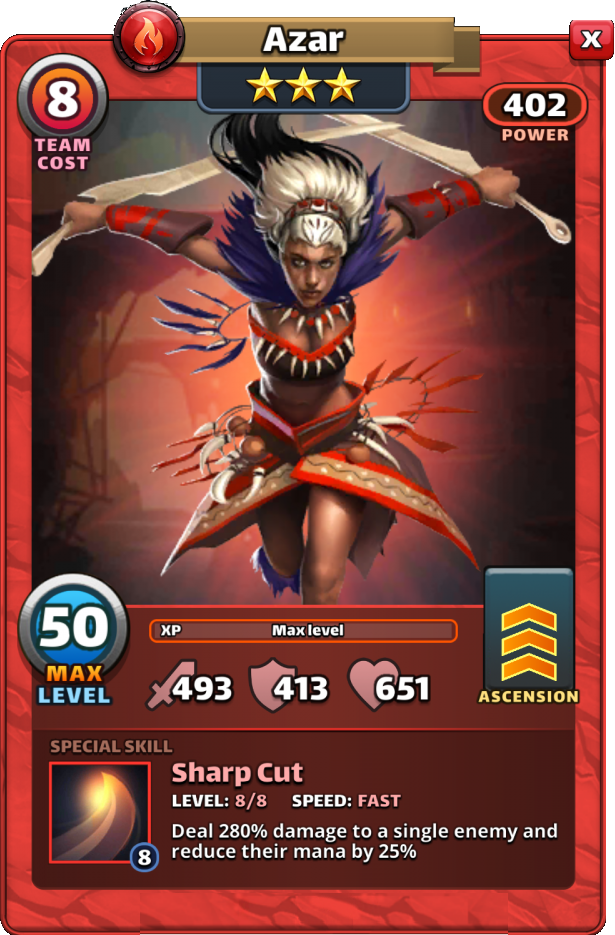 Azar
X
8
TEAM
COST
402
POWER
50
MAX
LEVEL
XP Max level
493 413 651
ASCENSION
SPECIAL SKILL
Sharp Cut
LEVEL: 8/8 SPEED: FAST
Deal 280% damage to a single enemy and
reduce their mana by 25%
8